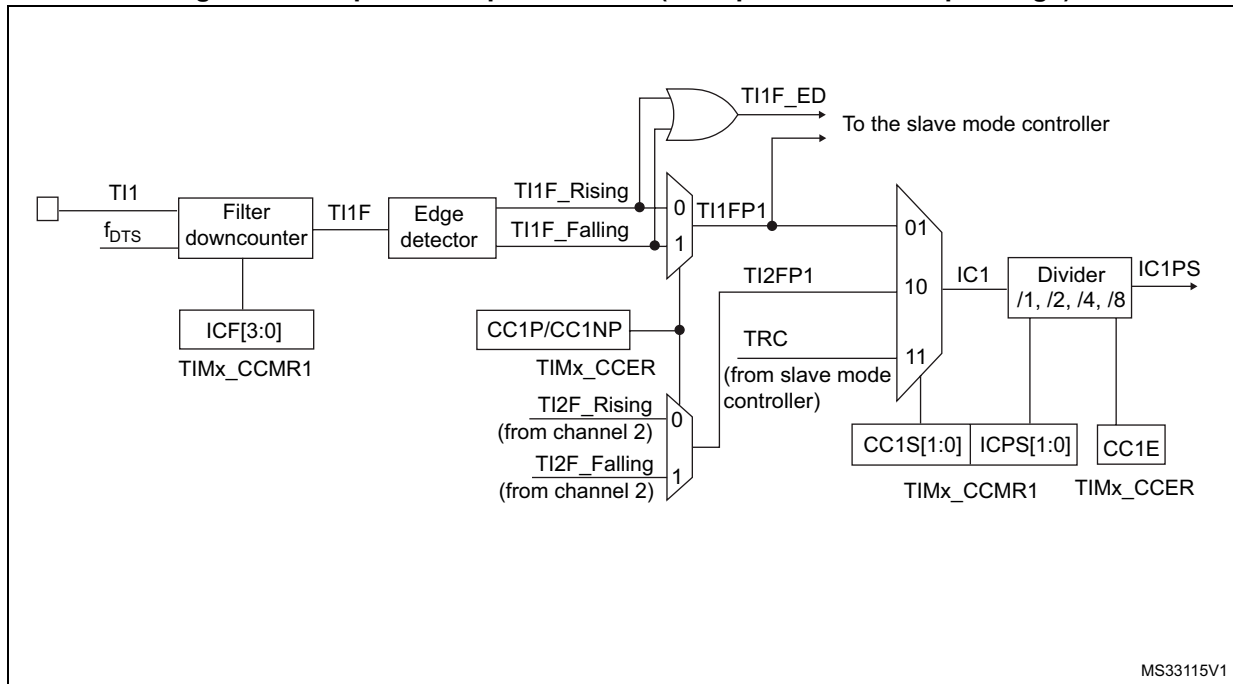 TI1F_ED
To the slave mode controller
TI1
Filter
downcounter
fDTS
TI1F
Edge
detector
TI1F_Rising
TI1F_Falling
0
1
TI1FP1
01
TI2FP1
10
IC1
Divider
/1, /2, /4, /8
IC1PS
ICF[3:0]
TIMx_CCMR1
CC1P/CC1NP
TIMx_CCER
TRC
11
(from slave mode
controller)
TI2F_Rising
0
(from channel 2)
TI2F_Falling
1
(from channel 2)
CC1S[1:0]
ICPS[1:0]
CC1E
TIMx_CCMR1
TIMx_CCER
MS33115V1